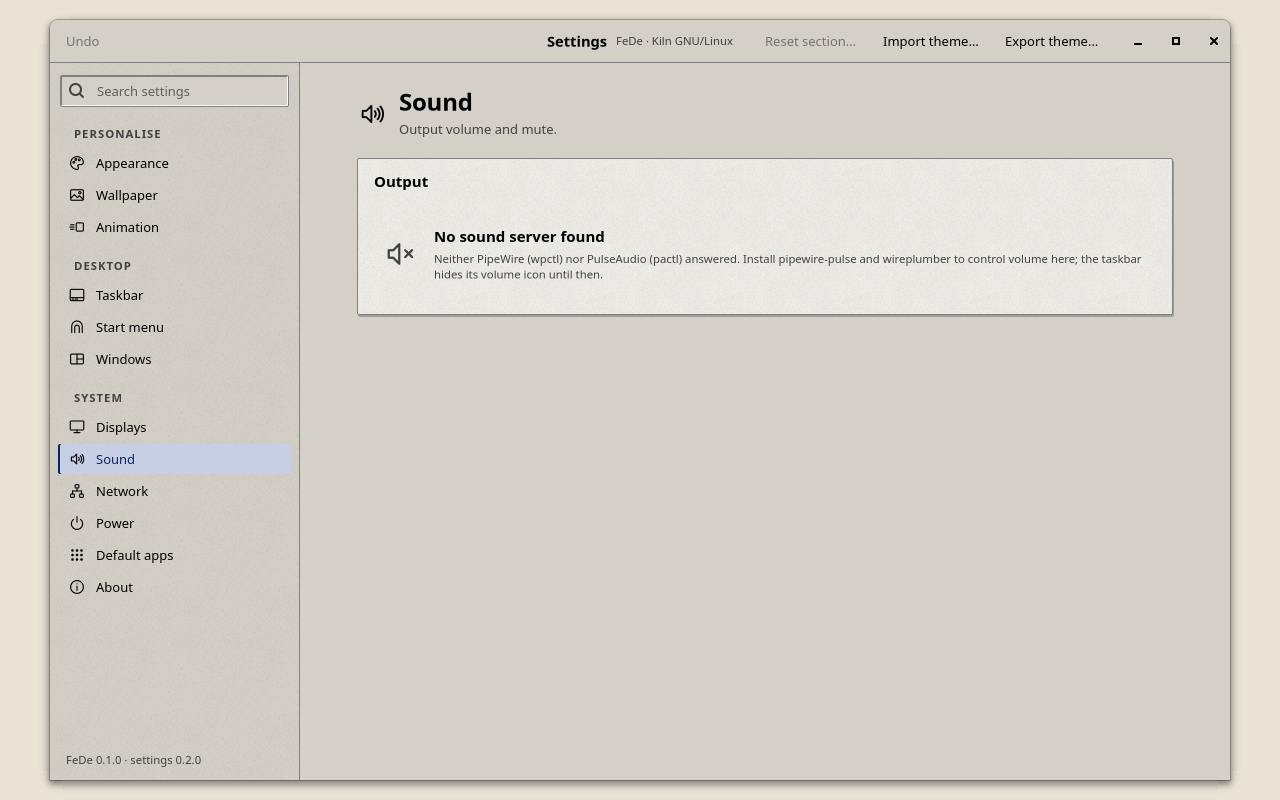 Undo
Settings FeDe · Kiln GNU/Linux
Reset section...
Import theme...
Export theme...
Search settings
PERSONALISE
Appearance
Wallpaper
Animation
DESKTOP
Taskbar
Start menu
Windows
SYSTEM
Displays
Sound
Network
Power
Default apps
About
FeDe 0.1.0 · settings 0.2.0
Sound
Output volume and mute.
Output
No sound server found
Neither PipeWire (wpctl) nor PulseAudio (pactl) answered. Install pipewire-pulse and wireplumber to control volume here; the taskbar
hides its volume icon until then.